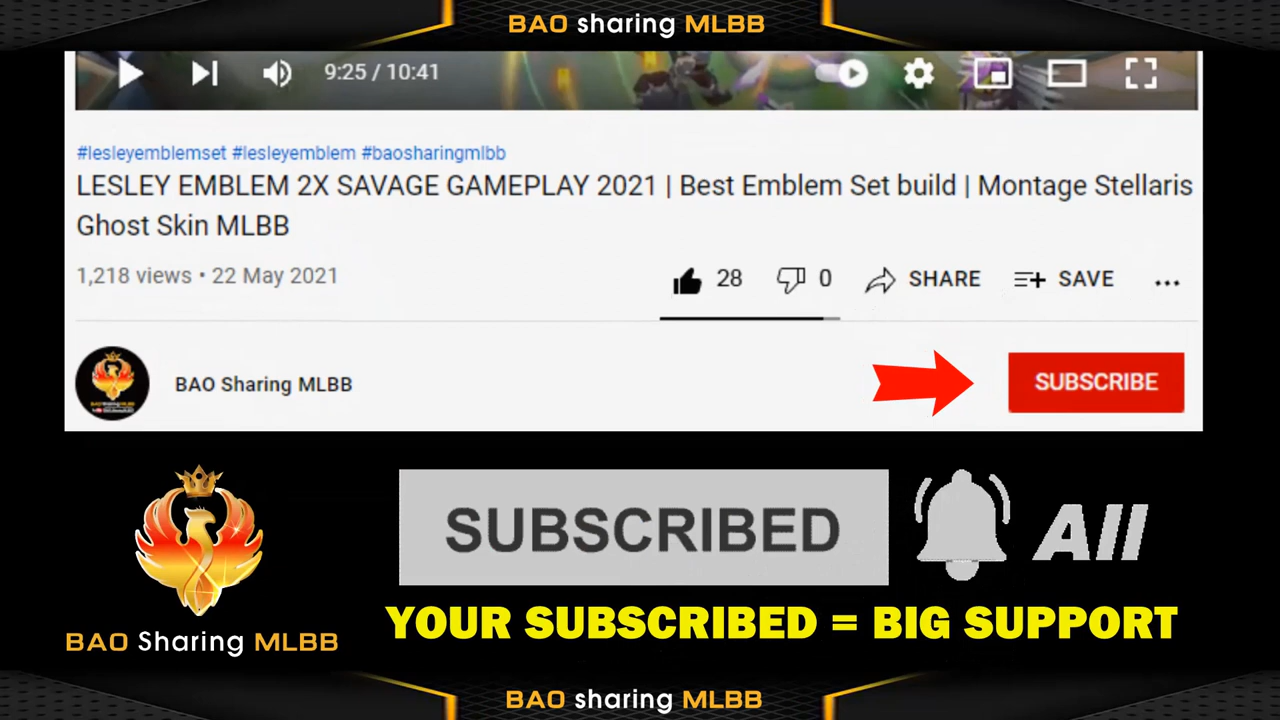 BAO sharing MLBB
9:25 / 10:41
#lesleyemblemset #lesleyemblem #baosharingmlbb
LESLEY EMBLEM 2X SAVAGE GAMEPLAY 2021 | Best Emblem Set build | Montage Stellaris
Ghost Skin MLBB
1,218 views • 22 May 2021
28
0
SHARE
SAVE
BAO Sharing MLBB
SUBSCRIBE
SUBSCRIBED
All
YOUR SUBSCRIBED = BIG SUPPORT
BAO Sharing MLBB
BAO sharing MLBB